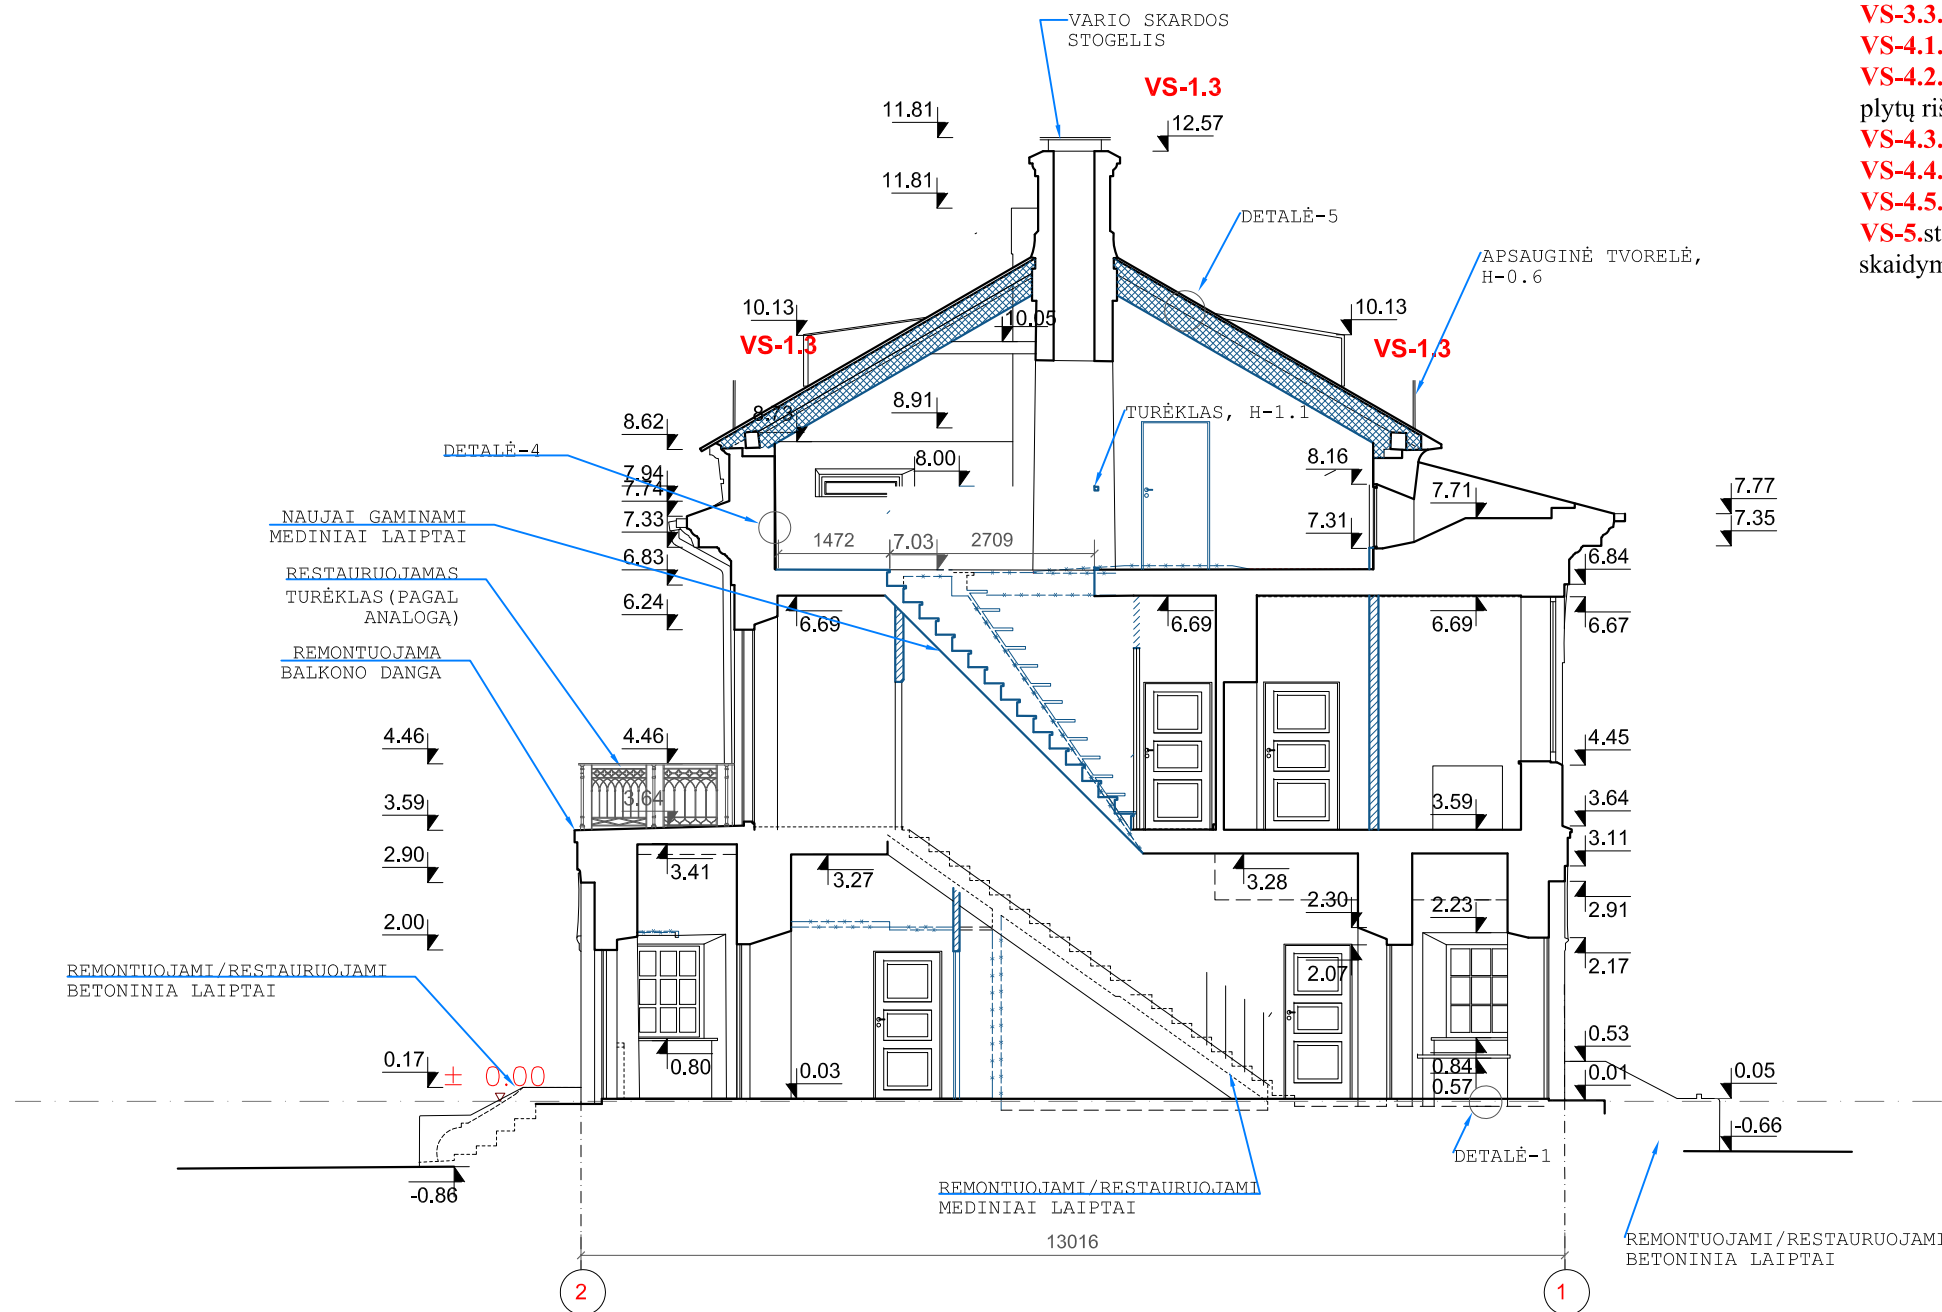 VARIO SKARDOS
STOGELIS
VS-1.3
11.81
12.57
11.81
DETALĖ-5
APSAUGINĖ TVORELĖ,
H-0.6
10.13
10.05
10.13
VS-1.3
VS-1.3
8.62
8.73
8.91
TURĖKLAS, H-1.1
DETALĖ-4
7.94
7.74
7.33
8.00
8.16
7.71
7.77
7.35
NAUJAI GAMINAMI
MEDINIAI LAIPTAI
1472
7.03
2709
7.31
6.83
6.84
RESTAURUOJAMAS
TURĖKLAS(PAGAL
ANALOGĄ)
6.24
6.69
6.69
6.69
6.67
REMONTUOJAMA
BALKONO DANGA
4.46
4.46
4.45
3.59
3.64
3.59
3.64
2.90
3.41
3.27
3.28
3.11
2.00
2.30
2.23
2.91
2.07
2.17
REMONTUOJAMI/RESTAURUOJAMI
BETONINIA LAIPTAI
0.17
± 0.00
0.80
0.03
0.84
0.57
0.53
0.01
0.05
-0.66
-0.86
DETALĖ-1
REMONTUOJAMI/RESTAURUOJAMI
MEDINIAI LAIPTAI
REMONTUOJAMI/RESTAURUOJAMI
BETONINIA LAIPTAI
13016
2
1
VS-3.3.
VS-4.1.
VS-4.2.
plytų riš
VS-4.3.
VS-4.4.
VS-4.5.
VS-5.st
skaidym